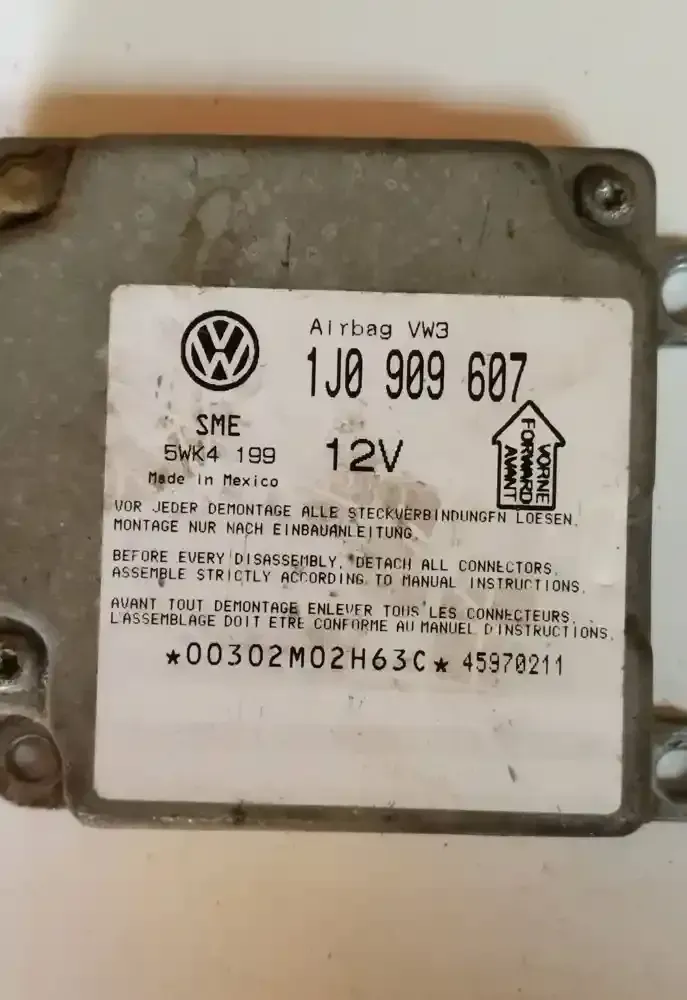 Airbag VW3
1J0 909 607
SME
5WK4 199
Made in Mexico
12V
VORNE
FORWARD
AVANT
VOR JEDER DEMONTAGE ALLE STECKVERBINDUNGEN LOESEN.
MONTAGE NUR NACH EINBAUANLEITUNG.
BEFORE EVERY DISASSEMBLY, DETACH ALL CONNECTORS.
ASSEMBLE STRICTLY ACCORDING TO MANUAL INSTRUCTIONS.
AVANT TOUT DEMONTAGE ENLEVER TOUS LES CONNECTEURS.
L'ASSEMBLAGE DOIT ETRE CONFORME AU MANUEL D'INSTRUCTIONS.
*00302M02H63C* 45970211